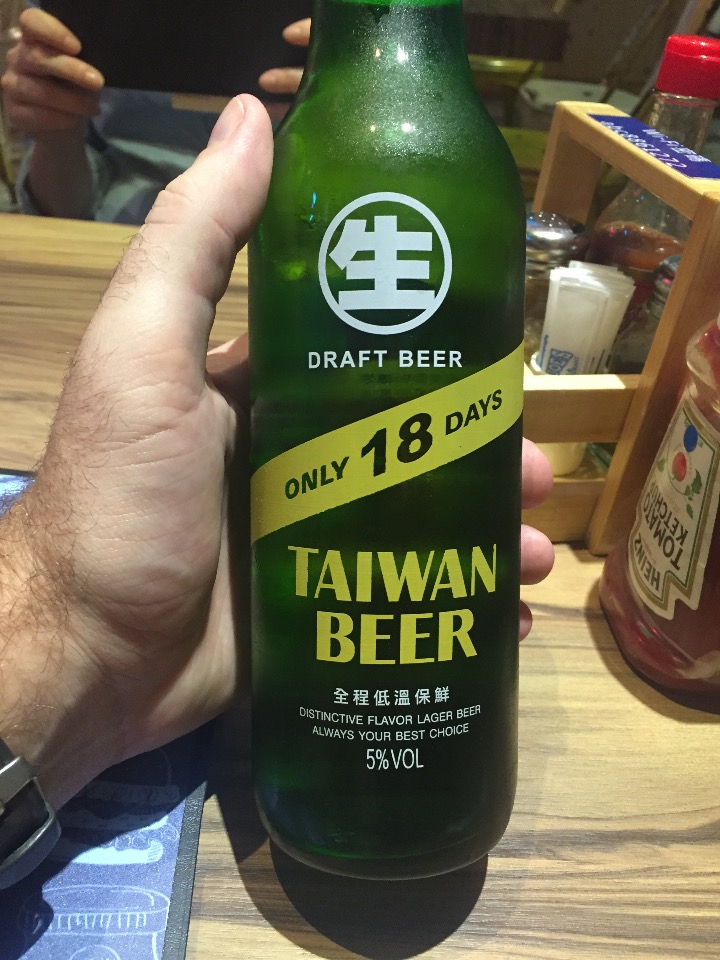 生
DRAFT BEER
ONLY 18 DAYS
TAIWAN
BEER
全程低溫保鮮
DISTINCTIVE FLAVOR LAGER BEER
ALWAYS YOUR BEST CHOICE
5%VOL
HEINZ
TOMATO
KETCHUP